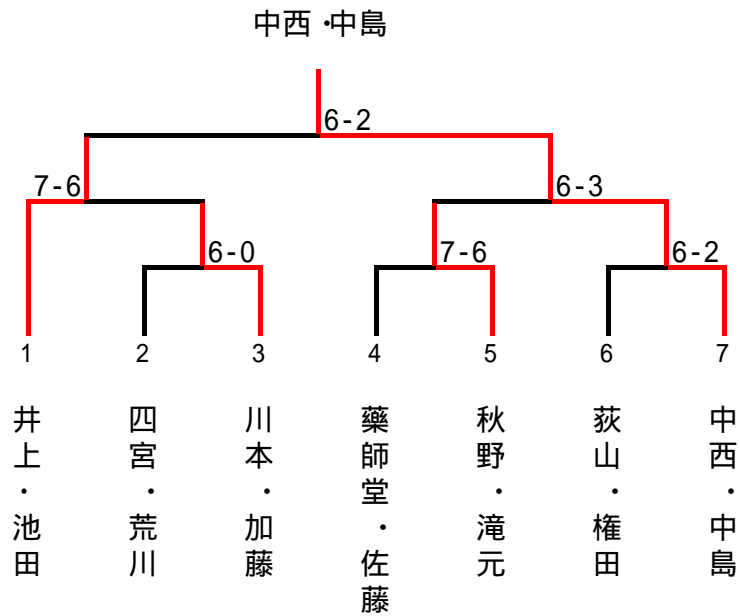 中西・中島
6-2
7-6
6-3
6-0
7-6
6-2
1
2
3
4
5
6
7
井上・池田
四宮・荒川
川本・加藤
藥師堂・佐藤
秋野・滝元
荻山・権田
中西・中島